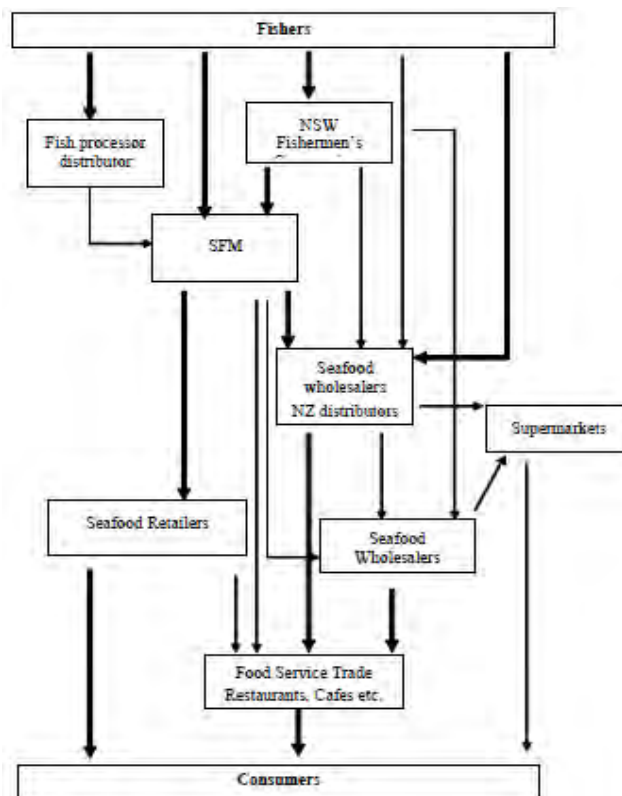 Fishers
NSW
Fishermen's
Fish processor
distributor
SFM
Seafood
wholesalers
NZ distributors
Supermarkets
Seafood Retailers
Seafood
Wholesalers
Food Service Trade
Restaurants, Cafes etc.
Consumers